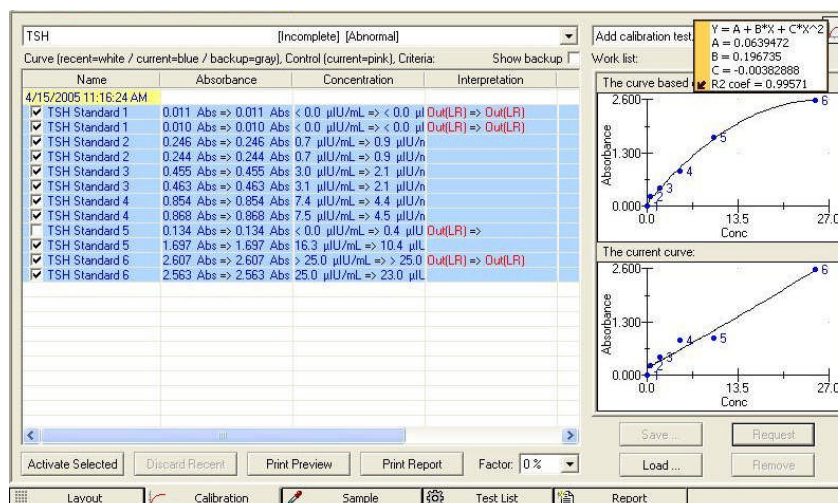 TSH [Incomplete] [Abnormal]
Curve (recent=white / current=blue / backup=gray), Control (current=pink), Criteria: Show backup
Name Absorbance Concentration Interpretation
4/15/2005 11:16:24 AM
TSH Standard 1 0.011 Abs => 0.011 Abs < 0.0 µIU/mL => < 0.0 µI Out(LR) => Out(LR)
TSH Standard 1 0.010 Abs => 0.010 Abs < 0.0 µIU/mL => < 0.0 µI Out(LR) => Out(LR)
TSH Standard 2 0.246 Abs => 0.246 Abs 0.7 µIU/mL => 0.9 µIU/n
TSH Standard 2 0.244 Abs => 0.244 Abs 0.7 µIU/mL => 0.9 µIU/n
TSH Standard 3 0.455 Abs => 0.455 Abs 3.0 µIU/mL => 2.1 µIU/n
TSH Standard 3 0.463 Abs => 0.463 Abs 3.1 µIU/mL => 2.1 µIU/n
TSH Standard 4 0.854 Abs => 0.854 Abs 7.4 µIU/mL => 4.4 µIU/n
TSH Standard 4 0.868 Abs => 0.868 Abs 7.5 µIU/mL => 4.5 µIU/n
TSH Standard 5 0.134 Abs => 0.134 Abs < 0.0 µIU/mL => 0.4 µIU Out(LR) =>
TSH Standard 5 1.697 Abs => 1.697 Abs 16.3 µIU/mL => 10.4 µIU
TSH Standard 6 2.607 Abs => 2.607 Abs > 25.0 µIU/mL => > 25.0 Out(LR) => Out(LR)
TSH Standard 6 2.563 Abs => 2.563 Abs 25.0 µIU/mL => 23.0 µIU
Activate Selected Discard Recent Print Preview Print Report Factor: 0 %
Add calibration test
Work list:
Y = A + B*X + C*X^2
A = 0.0639472
B = 0.196735
C = -0.00382888
R2 coef = 0.99571
The curve based
2.600
1.300
0.000
Absorbance
2 3 4 5 6
0.0 13.5 27.0
Conc
The current curve:
2.600
1.300
0.000
Absorbance
2 3 4 5 6
0.0 13.5 27.0
Conc
Save ... Request
Load ... Remove
Layout Calibration Sample Test List Report